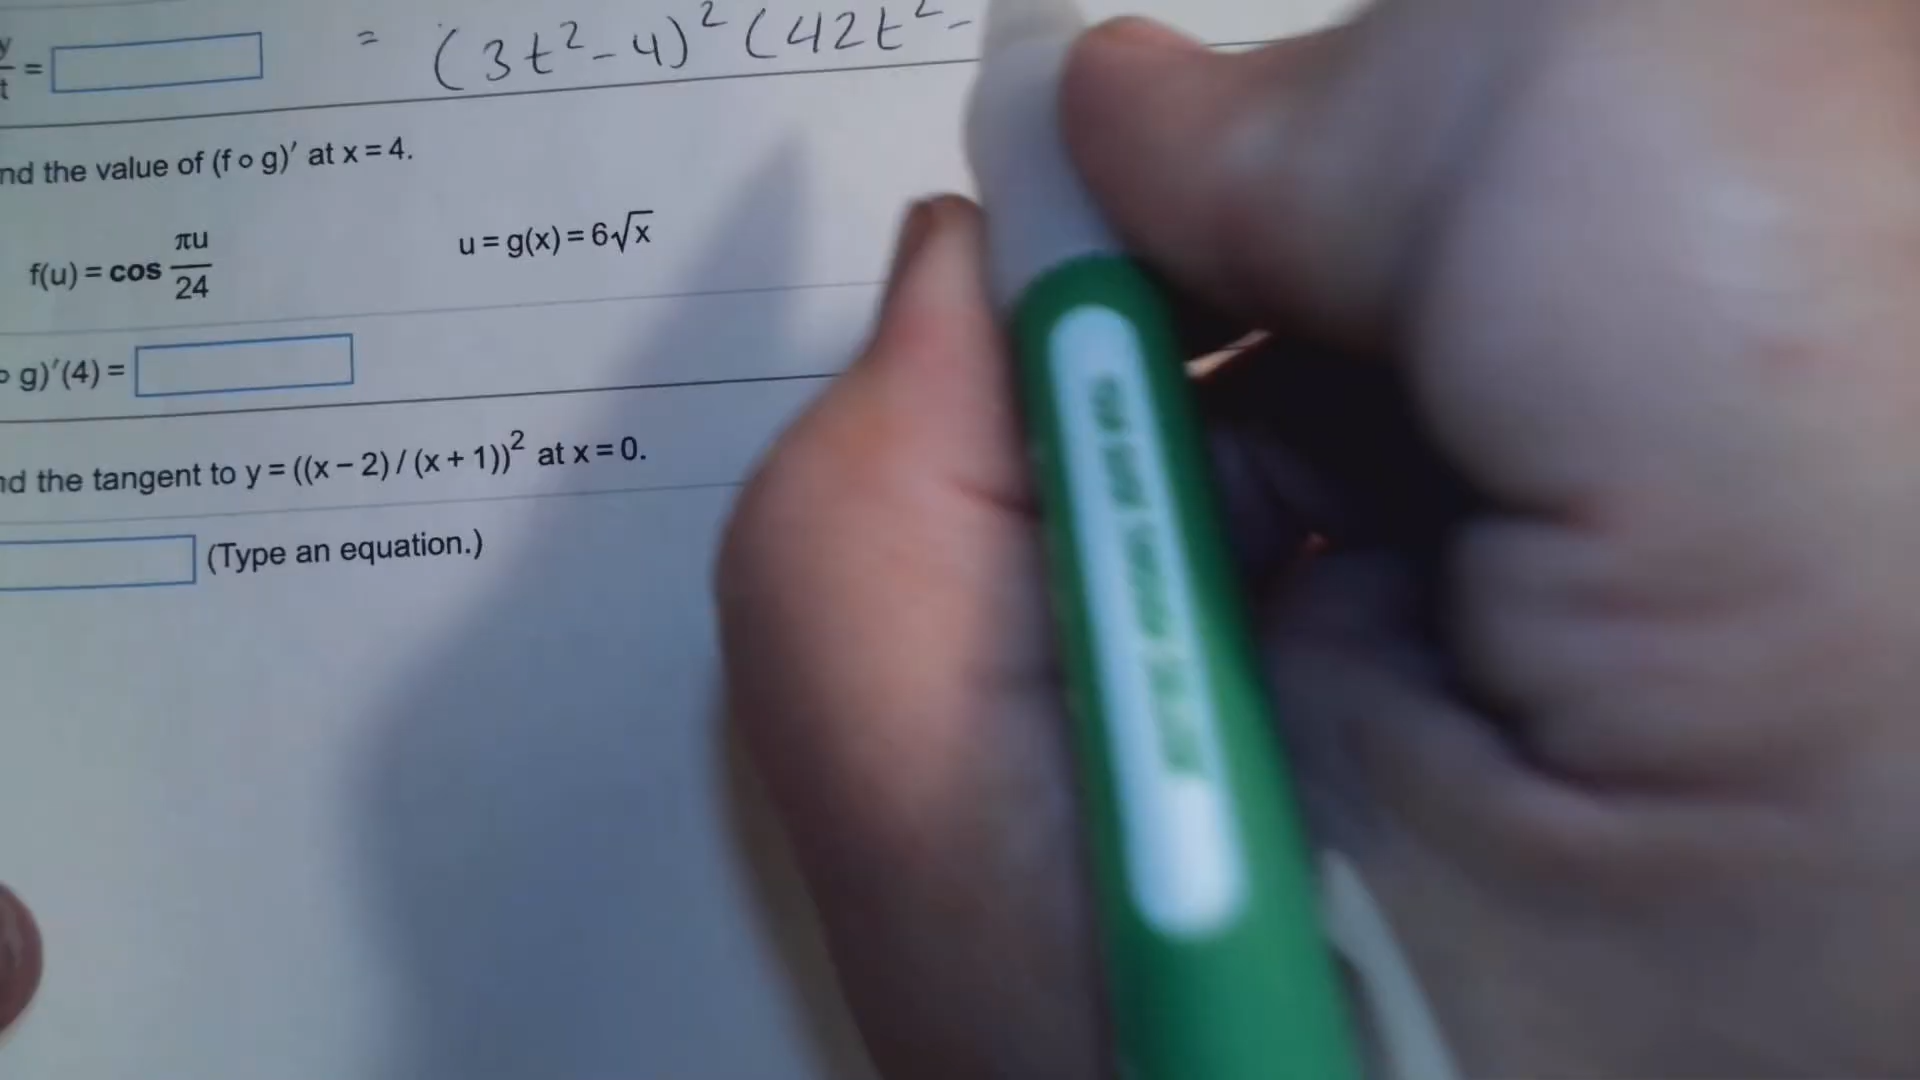 y
t = = (3t² - 4)² (42t² -
nd the value of (f o g)′ at x = 4.
f(u) = cos πu/24 u = g(x) = 6√x
g)′(4) =
nd the tangent to y = ((x - 2) / (x + 1))² at x = 0.
(Type an equation.)